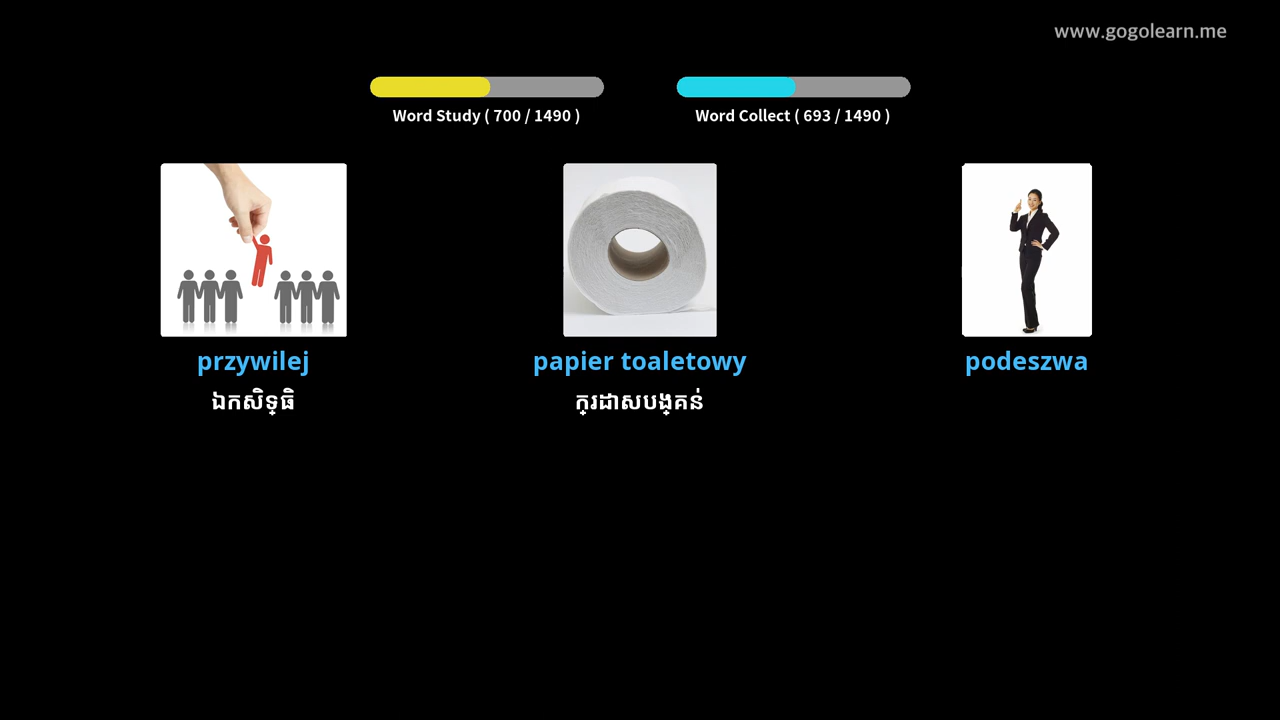 www.gogolearn.me
Word Study ( 700 / 1490 )
Word Collect ( 693 / 1490 )
przywilej
papier toaletowy
podeszwa
ឯកសិទ្ធិ
ក្រដាសបង្គន់